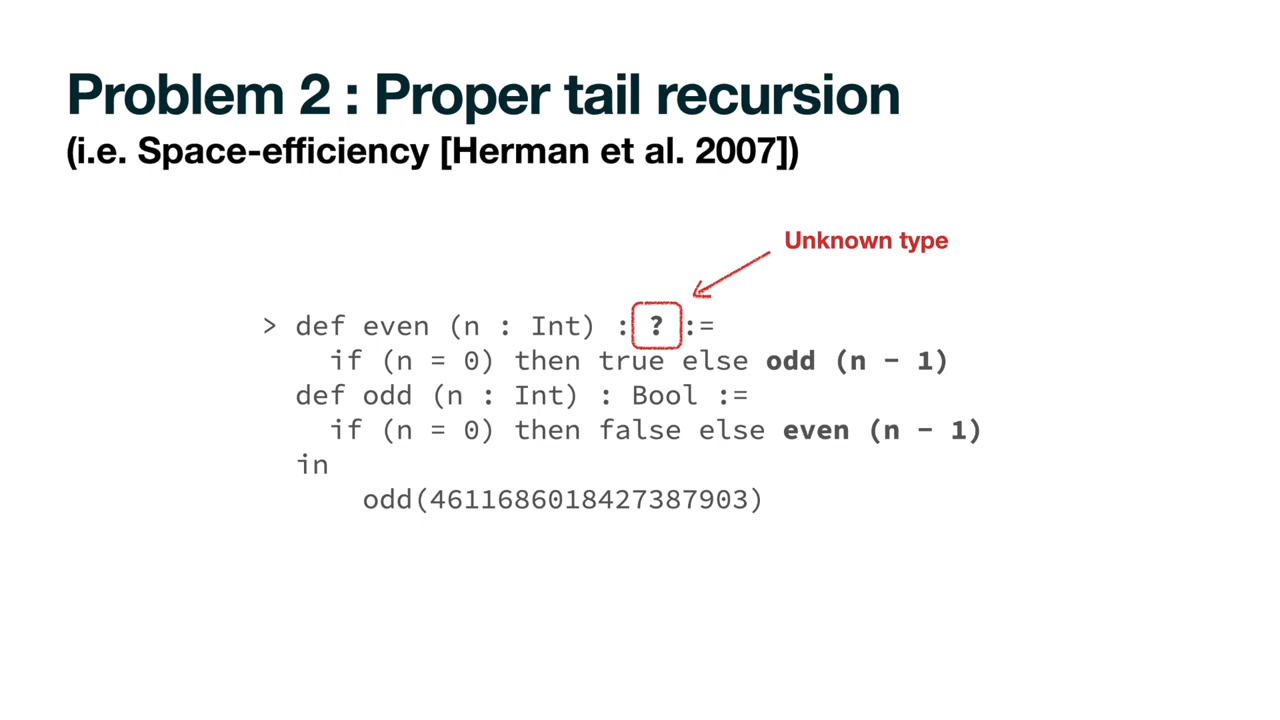 Problem 2 : Proper tail recursion
(i.e. Space-efficiency [Herman et al. 2007])
Unknown type
> def even (n : Int) : ? :=
if (n = 0) then true else odd (n - 1)
def odd (n : Int) : Bool :=
if (n = 0) then false else even (n - 1)
in
odd(4611686018427387903)